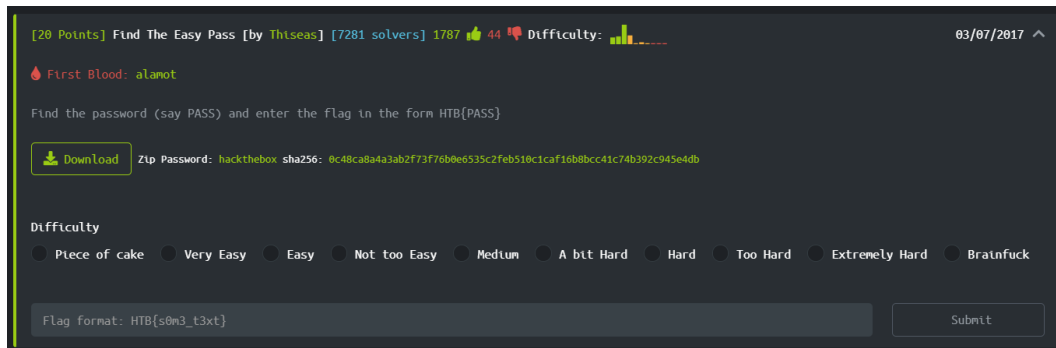 [20 Points] Find The Easy Pass [by Thiseas] [7281 solvers] 1787 44 Difficulty: 03/07/2017
First Blood: alamot
Find the password (say PASS) and enter the flag in the form HTB{PASS}
Download Zip Password: hackthebox sha256: 0c48ca8a4a3ab2f73f76b0e6535c2feb510c1caf16b8bcc41c74b392c945e4db
Difficulty
Piece of cake Very Easy Easy Not too Easy Medium A bit Hard Hard Too Hard Extremely Hard Brainfuck
Flag format: HTB{s0m3_t3xt} Submit